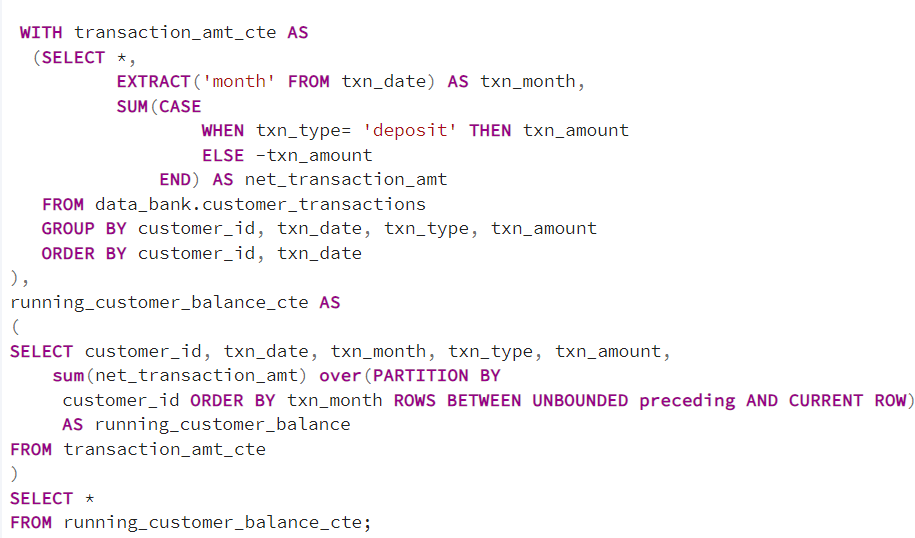 WITH transaction_amt_cte AS
(SELECT *,
EXTRACT('month' FROM txn_date) AS txn_month,
SUM(CASE
WHEN txn_type= 'deposit' THEN txn_amount
ELSE -txn_amount
END) AS net_transaction_amt
FROM data_bank.customer_transactions
GROUP BY customer_id, txn_date, txn_type, txn_amount
ORDER BY customer_id, txn_date
),
running_customer_balance_cte AS
(
SELECT customer_id, txn_date, txn_month, txn_type, txn_amount,
sum(net_transaction_amt) over(PARTITION BY
customer_id ORDER BY txn_month ROWS BETWEEN UNBOUNDED preceding AND CURRENT ROW)
AS running_customer_balance
FROM transaction_amt_cte
)
SELECT *
FROM running_customer_balance_cte;